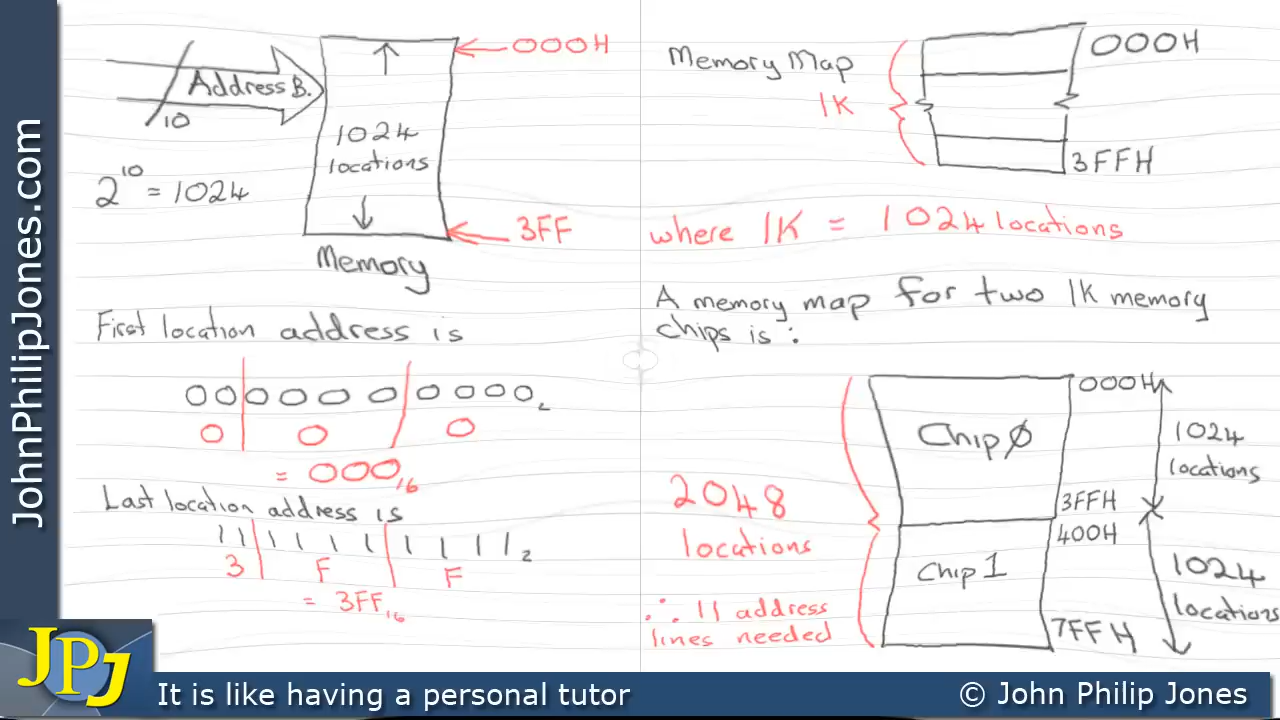 JohnPhilipJones.com
Address B.
10
2^10 = 1024
000H
1024
locations
3FF
Memory
First location address is
00 0000 0000₂
0 0 0
= 000₁₆
Last location address is
11 1111 1111₂
3 F F
= 3FF₁₆
Memory Map
1K
000H
3FFH
where 1K = 1024 locations
A memory map for two 1K memory
chips is :
000H
Chip 0
1024
locations
3FFH
2048
locations
400H
Chip 1
1024
locations
∴ 11 address
lines needed
7FFH
JPJ
It is like having a personal tutor
© John Philip Jones